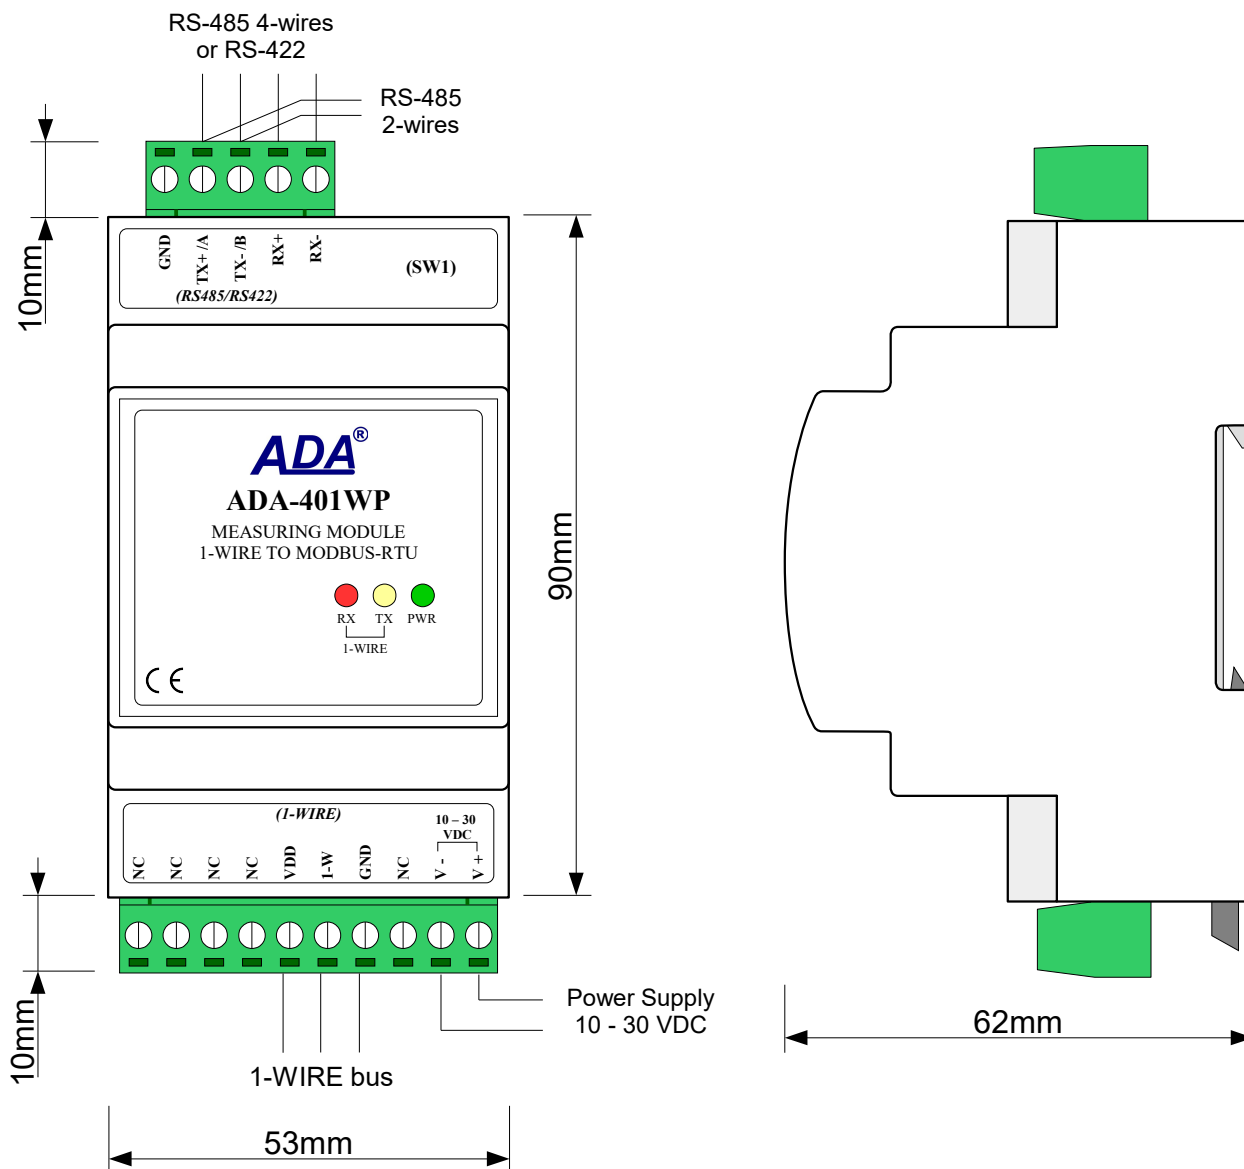 RS-485 4-wires
or RS-422
RS-485
2-wires
10mm
GND
TX+ /A
TX- /B
RX+
RX-
(SW1)
(RS485/RS422)
ADA®
ADA-401WP
MEASURING MODULE
1-WIRE TO MODBUS-RTU
RX TX PWR
1-WIRE
CE
90mm
(1-WIRE)
10 – 30
VDC
NC
NC
NC
NC
VDD
1-W
GND
NC
V -
V +
10mm
Power Supply
10 - 30 VDC
1-WIRE bus
53mm
62mm